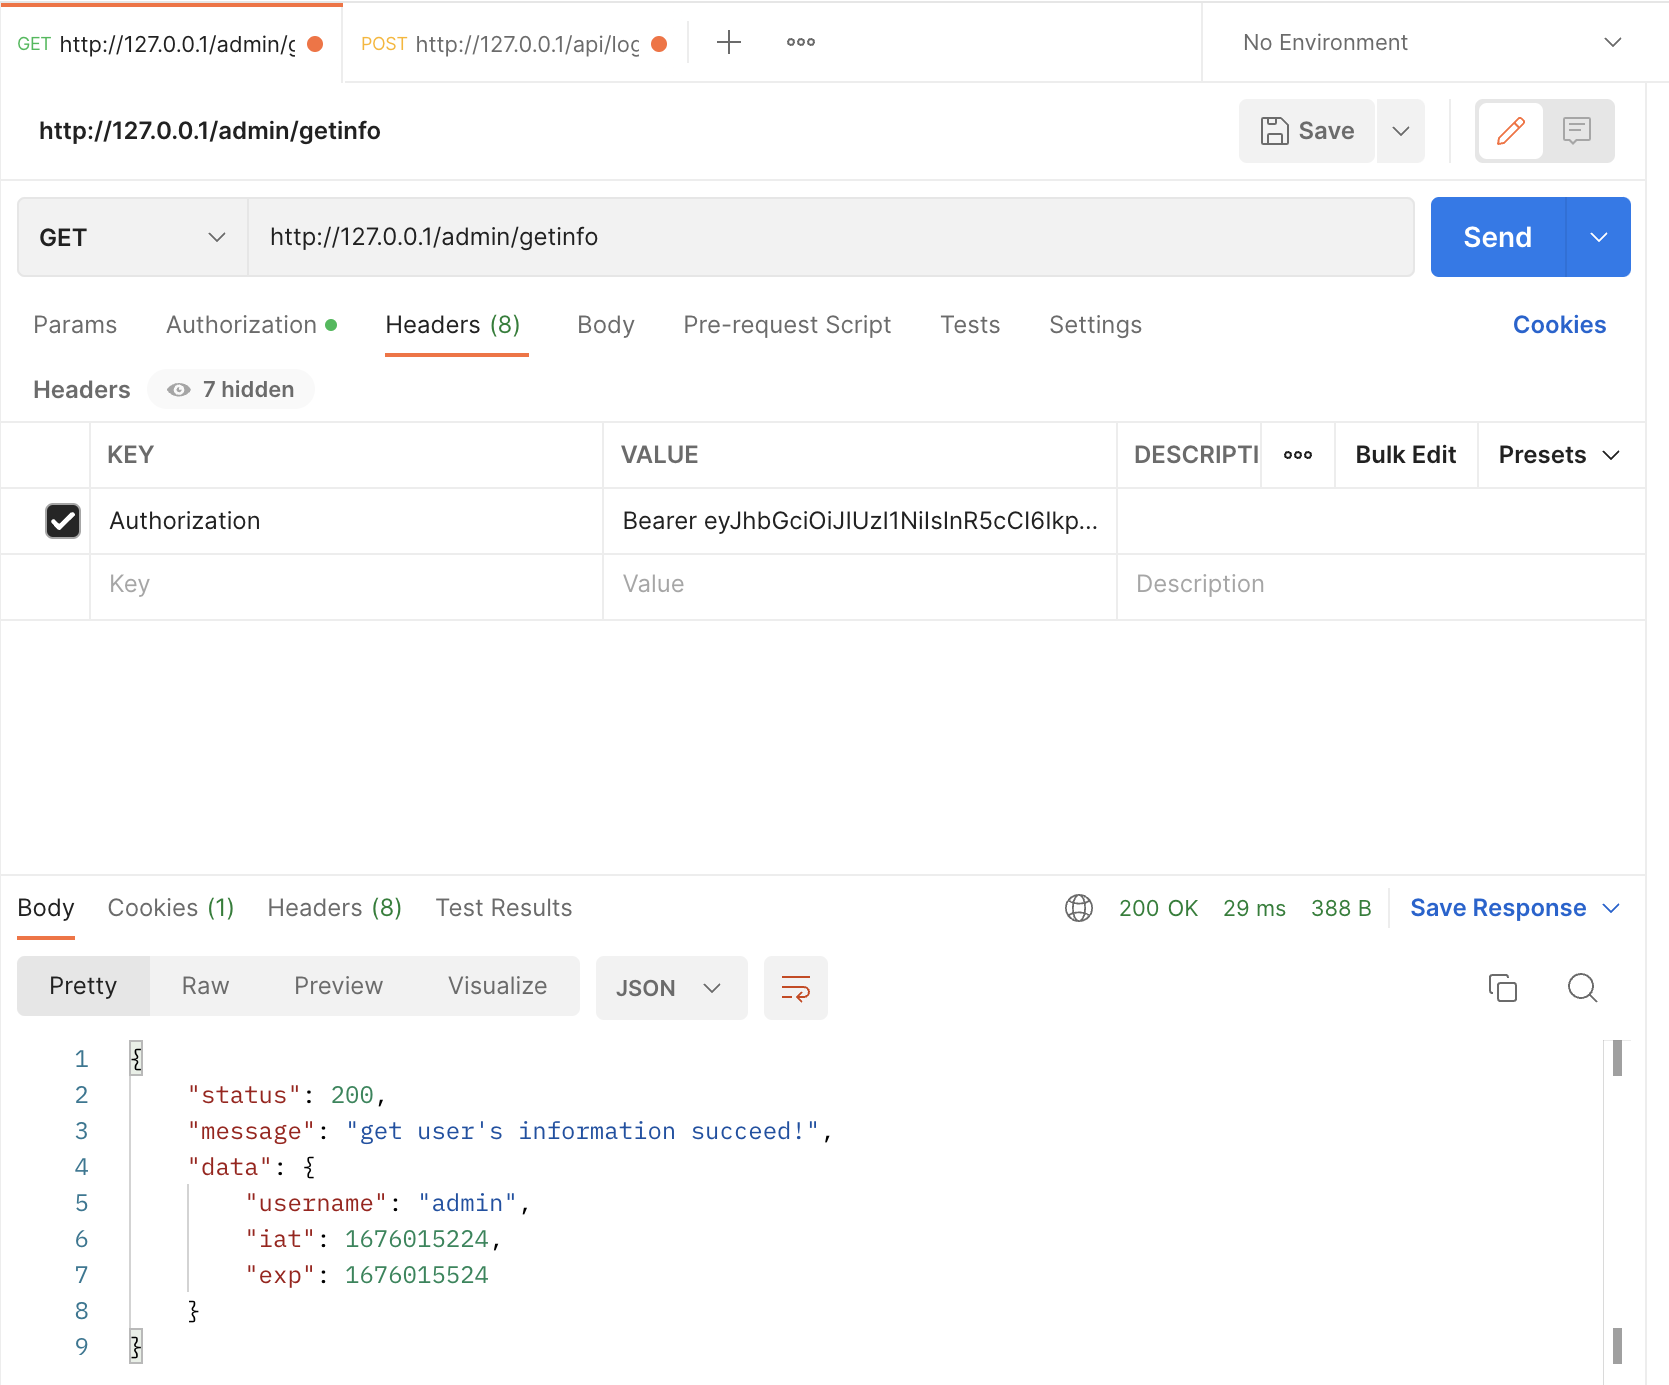 GET http://127.0.0.1/admin/g POST http://127.0.0.1/api/log No Environment
http://127.0.0.1/admin/getinfo Save
GET http://127.0.0.1/admin/getinfo Send
Params Authorization Headers (8) Body Pre-request Script Tests Settings Cookies
Headers 7 hidden
KEY VALUE DESCRIPTI Bulk Edit Presets
Authorization Bearer eyJhbGciOiJIUzI1NiIsInR5cCI6Ikp...
Key Value Description
Body Cookies (1) Headers (8) Test Results 200 OK 29 ms 388 B Save Response
Pretty Raw Preview Visualize JSON
1 {
2 "status": 200,
3 "message": "get user's information succeed!",
4 "data": {
5 "username": "admin",
6 "iat": 1676015224,
7 "exp": 1676015524
8 }
9 }